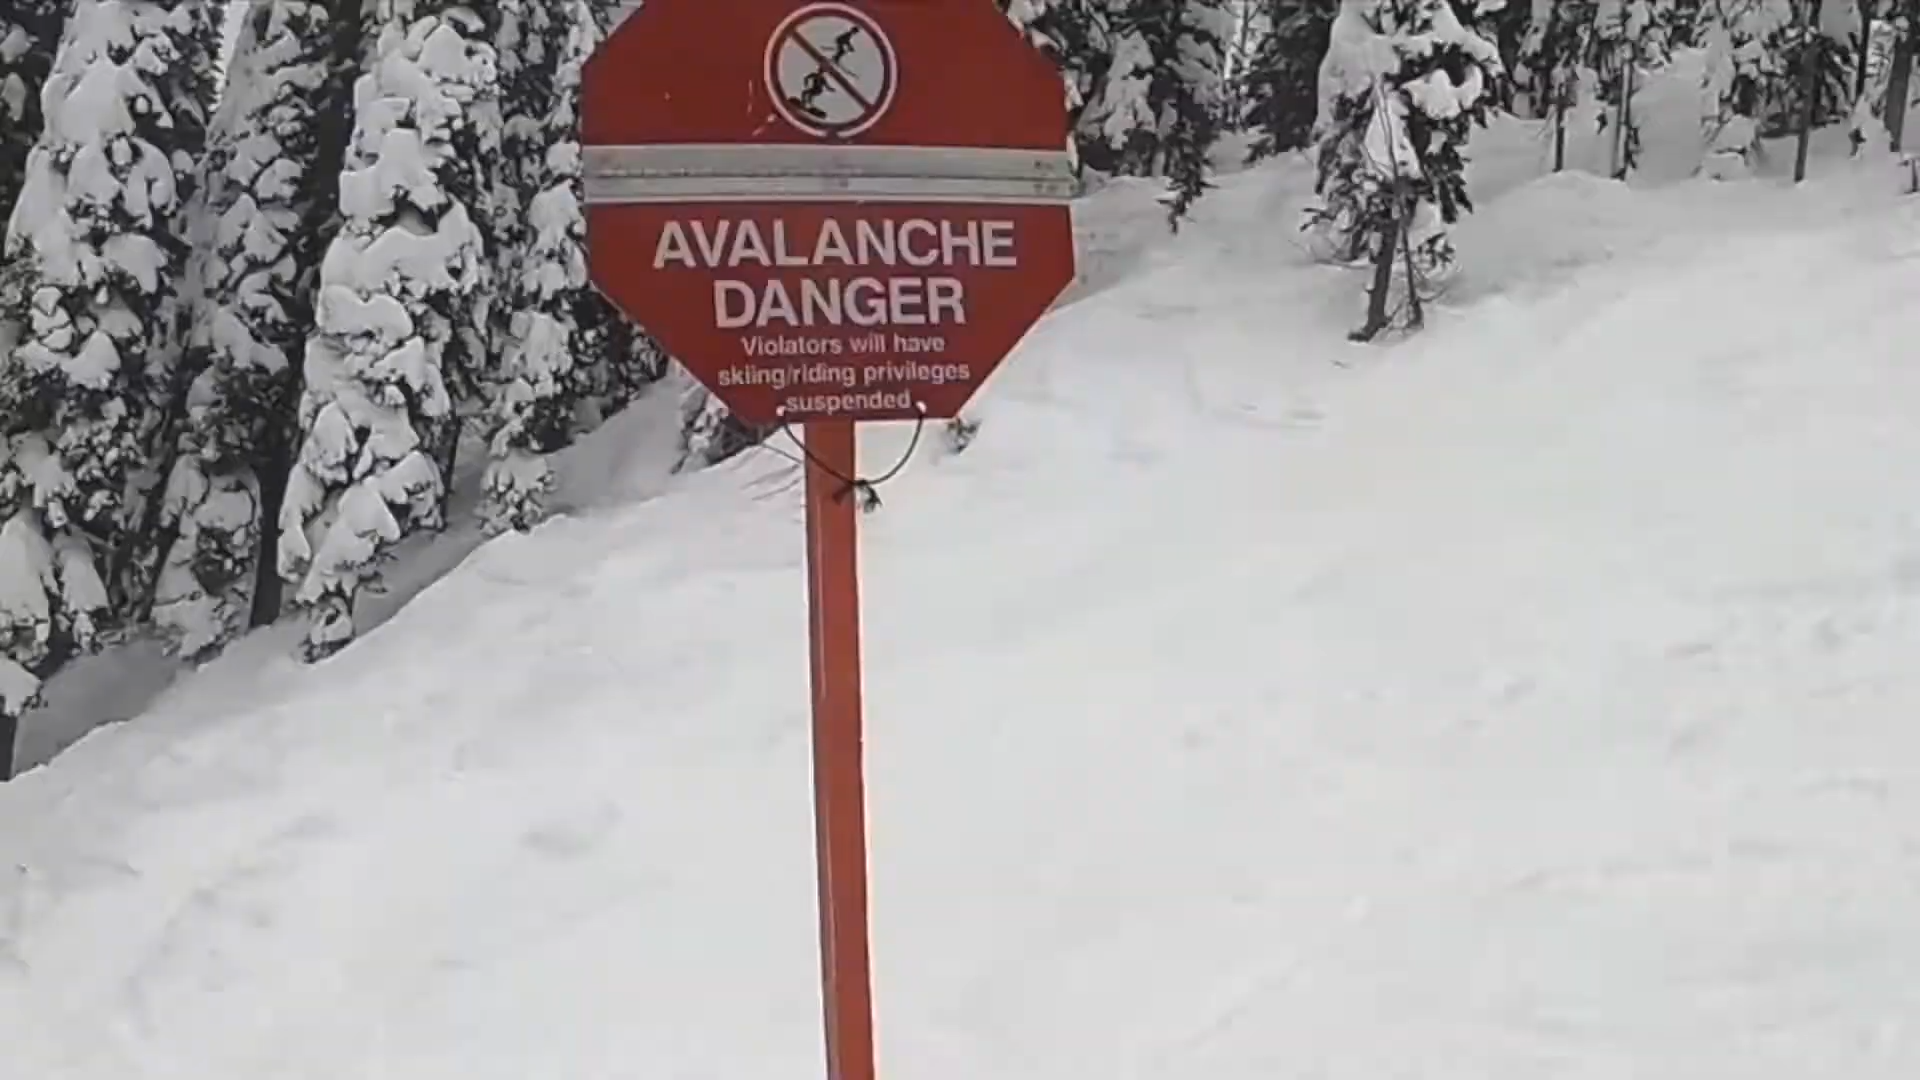 AVALANCHE
DANGER
Violators will have
skiing/riding privileges
suspended